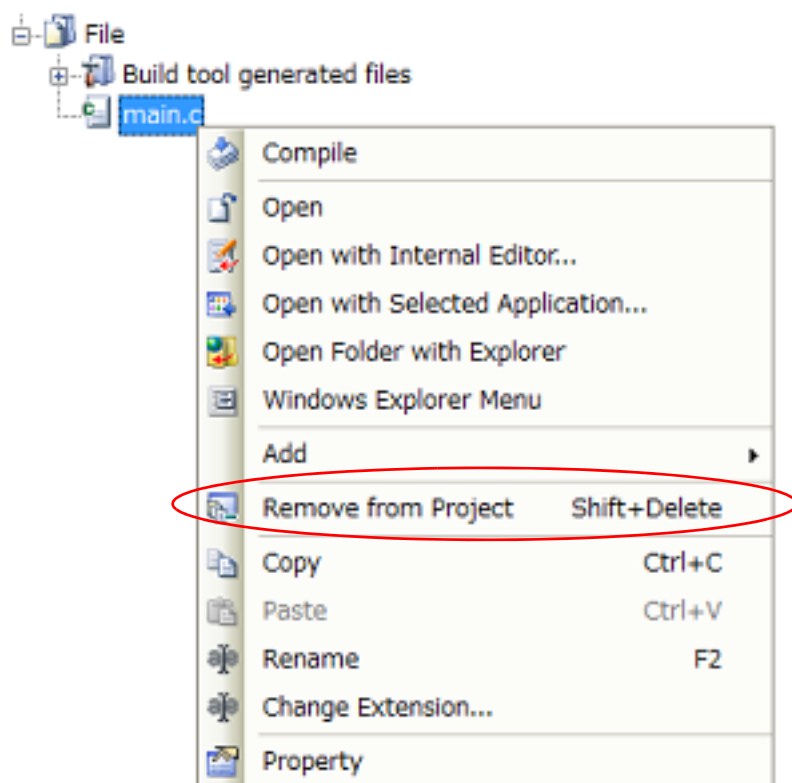 File
Build tool generated files
main.c
Compile
Open
Open with Internal Editor...
Open with Selected Application...
Open Folder with Explorer
Windows Explorer Menu
Add
Remove from Project Shift+Delete
Copy Ctrl+C
Paste Ctrl+V
Rename F2
Change Extension...
Property